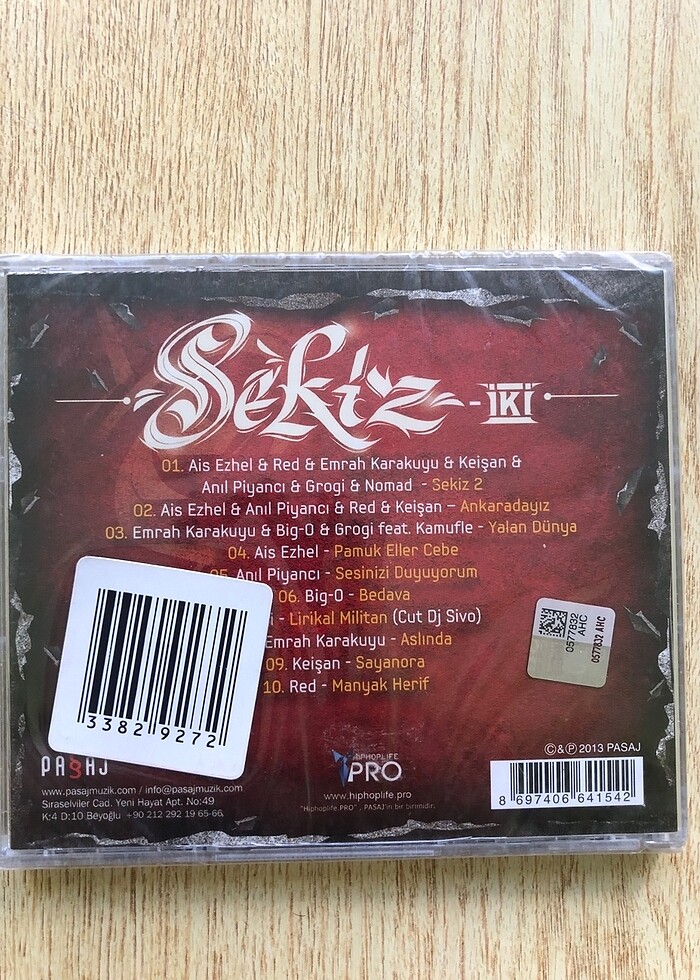 Sekiz - İKİ
01. Ais Ezhel & Red & Emrah Karakuyu & Keişan &
Anıl Piyancı & Grogi & Nomad - Sekiz 2
02. Ais Ezhel & Anıl Piyancı & Red & Keişan – Ankaradayız
03. Emrah Karakuyu & Big-O & Grogi feat. Kamufle - Yalan Dünya
04. Ais Ezhel - Pamuk Eller Cebe
05. Anıl Piyancı - Sesinizi Duyuyorum
06. Big-O - Bedava
i - Lirikal Militan (Cut Dj Sivo)
Emrah Karakuyu - Aslında
09. Keişan - Sayanora
10. Red - Manyak Herif
33829272
0577832
AHC
0577832 AHC
PASAJ
www.pasajmuzik.com / info@pasajmuzik.com
Sıraselviler Cad. Yeni Hayat Apt. No:49
K:4 D:10 Beyoğlu +90 212 292 19 65-66
HIPHOPLIFE
PRO
www.hiphoplife.pro
"Hiphoplife.PRO", PASAJ'ın bir birimidir.
©&℗ 2013 PASAJ
8 697406 641542